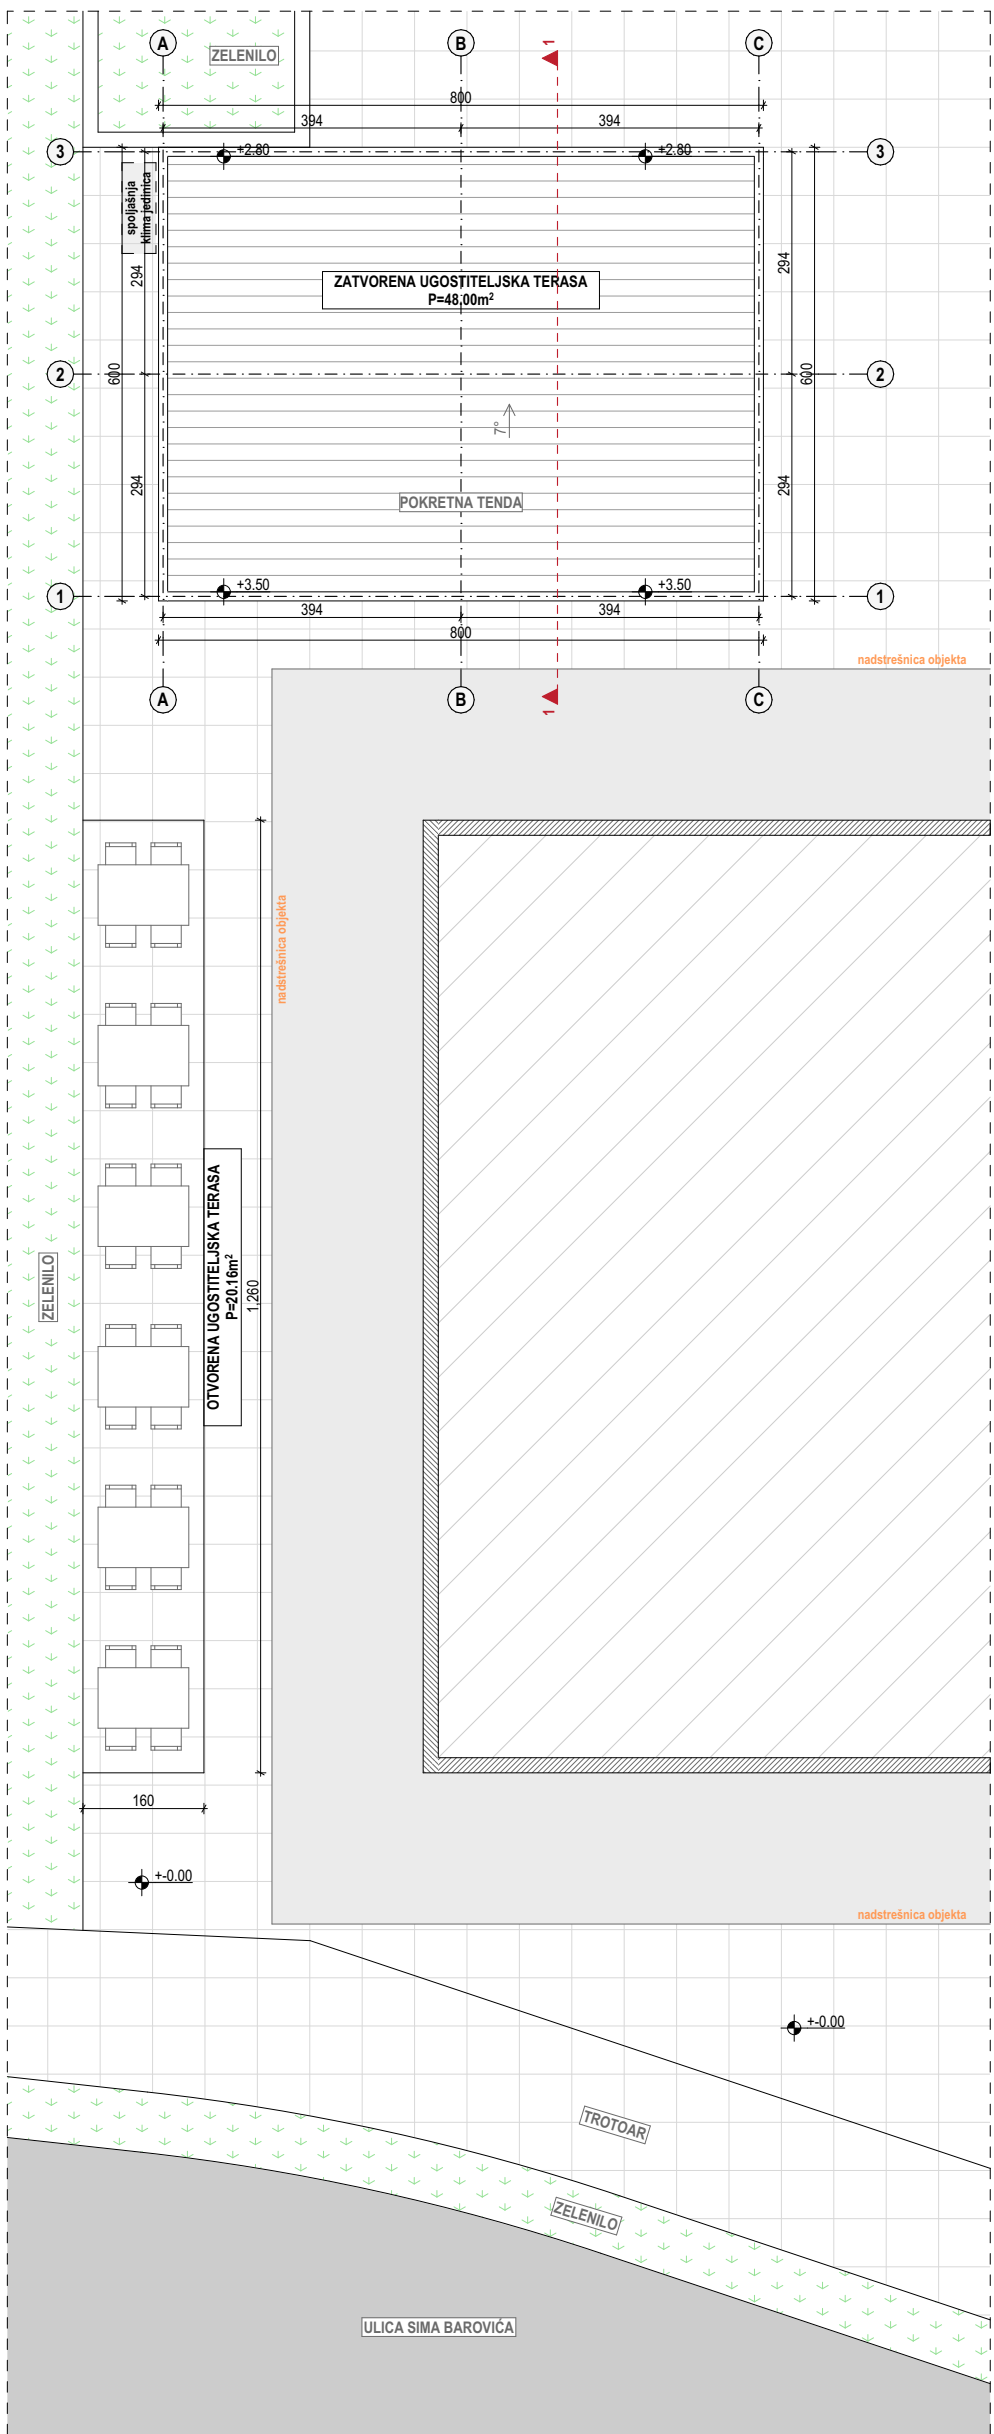 A
B
1
C
ZELENILO
800
394
394
3
+2.80
+2.80
3
spoljašnja
klima jedinica
294
294
ZATVORENA UGOSTITELJSKA TERASA
P=48,00m²
2
600
600
2
7°
294
294
POKRETNA TENDA
1
+3.50
+3.50
1
394
394
800
nadstrešnica objekta
A
B
1
C
nadstrešnica objekta
ZELENILO
OTVORENA UGOSTITELJSKA TERASA
P=20.16m²
1,260
160
+-0.00
nadstrešnica objekta
+-0.00
TROTOAR
ZELENILO
ULICA SIMA BAROVIĆA